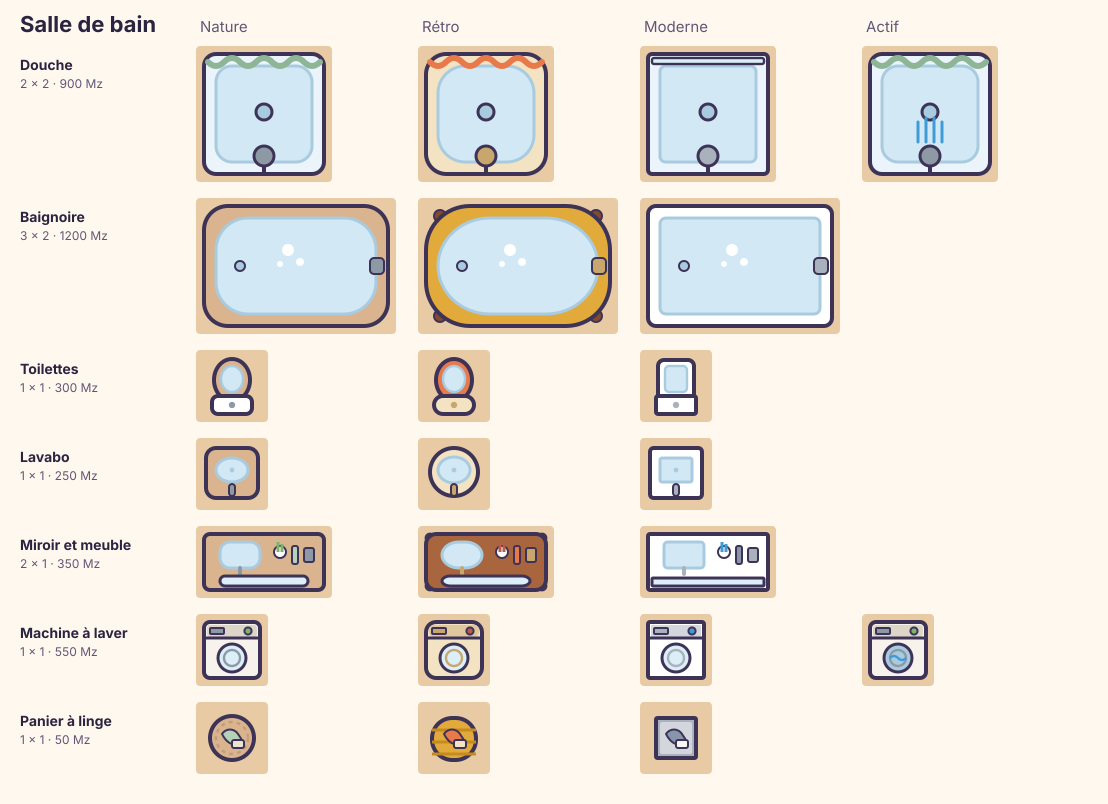 Salle de bain
Nature
Rétro
Moderne
Actif
Douche
2 × 2 · 900 Mz
Baignoire
3 × 2 · 1200 Mz
Toilettes
1 × 1 · 300 Mz
Lavabo
1 × 1 · 250 Mz
Miroir et meuble
2 × 1 · 350 Mz
Machine à laver
1 × 1 · 550 Mz
Panier à linge
1 × 1 · 50 Mz